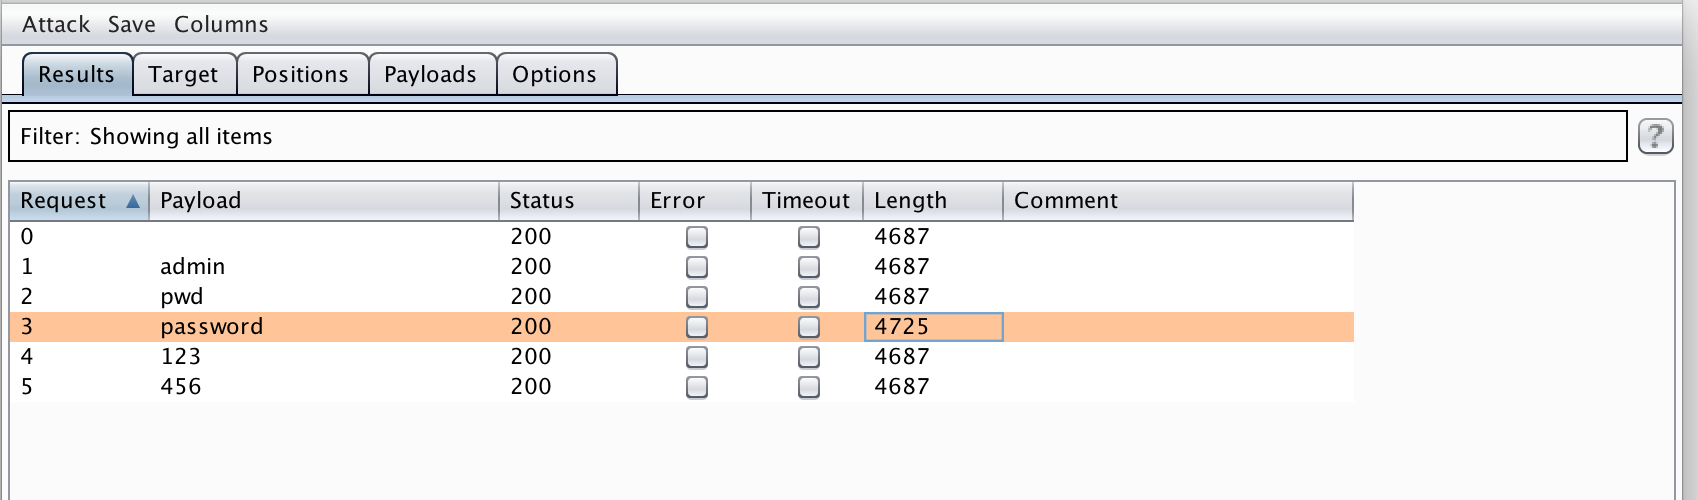 Attack Save Columns
Results Target Positions Payloads Options
Filter: Showing all items
?
Request Payload Status Error Timeout Length Comment
0 200 4687
1 admin 200 4687
2 pwd 200 4687
3 password 200 4725
4 123 200 4687
5 456 200 4687